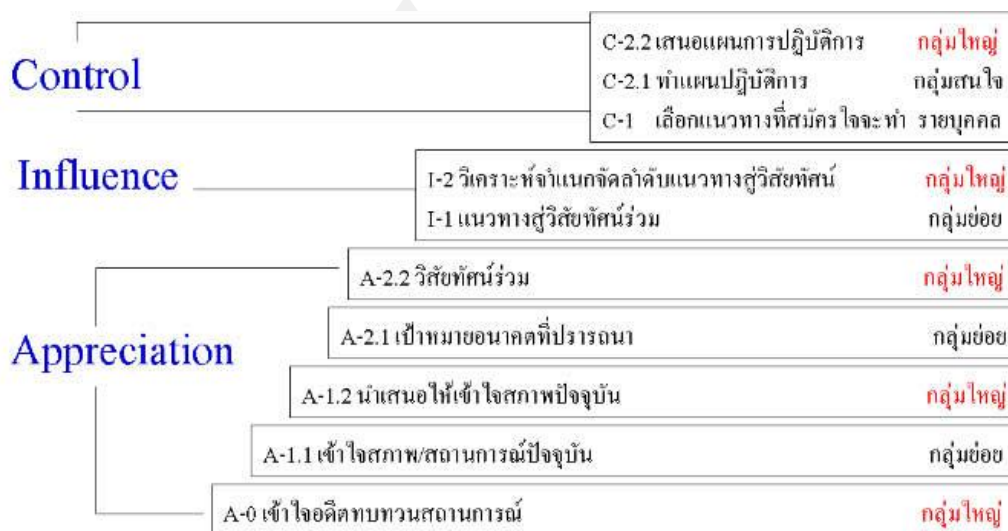 C-2.2 เสนอแผนการปฏิบัติการ กลุ่มใหญ่
Control
C-2.1 ทำแผนปฏิบัติการ กลุ่มสนใจ
C-1 เลือกแนวทางที่สมัครใจจะทำ รายบุคคล
Influence
I-2 วิเคราะห์จำแนกจัดลำดับแนวทางสู่วิสัยทัศน์ กลุ่มใหญ่
I-1 แนวทางสู่วิสัยทัศน์ร่วม กลุ่มย่อย
A-2.2 วิสัยทัศน์ร่วม กลุ่มใหญ่
A-2.1 เป้าหมายอนาคตที่ปรารถนา กลุ่มย่อย
Appreciation
A-1.2 นำเสนอให้เข้าใจสภาพปัจจุบัน กลุ่มใหญ่
A-1.1 เข้าใจสภาพ/สถานการณ์ปัจจุบัน กลุ่มย่อย
A-0 เข้าใจอดีตทบทวนสถานการณ์ กลุ่มใหญ่